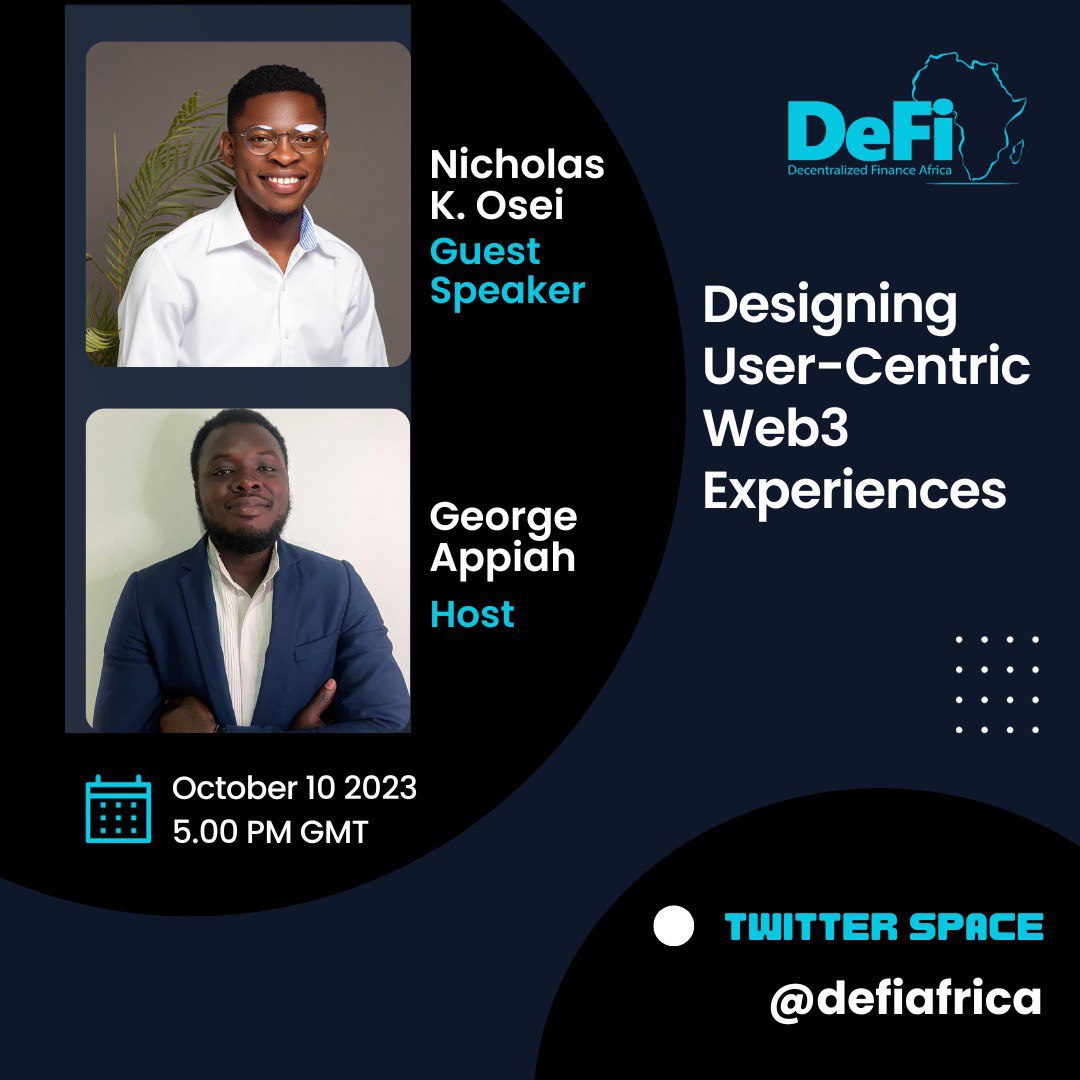 Nicholas
K. Osei
Guest
Speaker
George
Appiah
Host
October 10 2023
5.00 PM GMT
DeFi
Decentralized Finance Africa
Designing
User-Centric
Web3
Experiences
TWITTER SPACE
@defiafrica